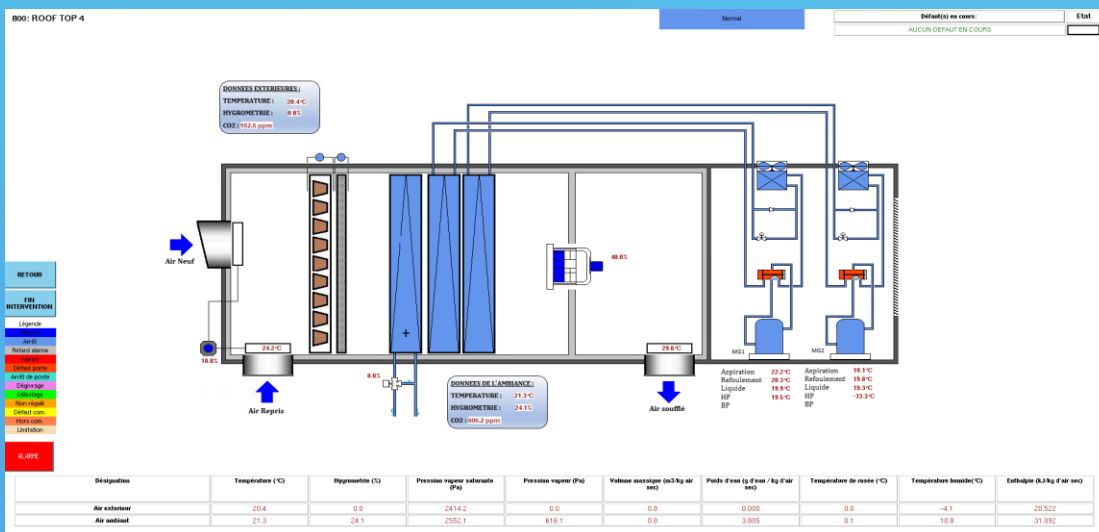 B00: ROOF TOP 4
Normal
Défaut(s) en cours:
Etat
AUCUN DEFAUT EN COURS
DONNEES EXTERIEURES :
TEMPERATURE : 20.4°C
HYGROMETRIE : 0.0%
CO2 : 462.6 ppm
Air Neuf
40.0%
RETOUR
FIN INTERVENTION
Légende
Arrêt
Retard alarme
Alarme
Défaut porte
Arrêt de poste
Dégivrage
Délestage
Non régulé
Défaut com.
Hors com.
Limitation
ALARME
10.0%
24.2°C
Air Repris
0.0%
DONNEES DE L'AMBIANCE :
TEMPERATURE : 21.3°C
HYGROMETRIE : 24.1%
CO2 : 606.2 ppm
29.6°C
Air soufflé
MG1
Aspiration 22.2°C
Refoulement 20.3°C
Liquide 19.9°C
HP 19.5°C
BP
MG2
Aspiration 19.1°C
Refoulement 19.0°C
Liquide 19.3°C
HP -33.3°C
BP
Désignation Température (°C) Hygrometrie (%) Pression vapeur saturante (Pa) Pression vapeur (Pa) Volume massique (m3/kg air sec) Poids d'eau (g d'eau / kg d'air sec) Température de rosée (°C) Température humide(°C) Enthalpie (kJ/kg d'air sec)
Air exterieur 20.4 0.0 2414.2 0.0 0.8 0.008 0.0 -4.1 20.522
Air ambiant 21.3 24.1 2552.1 616.1 0.8 3.805 0.1 10.8 31.092